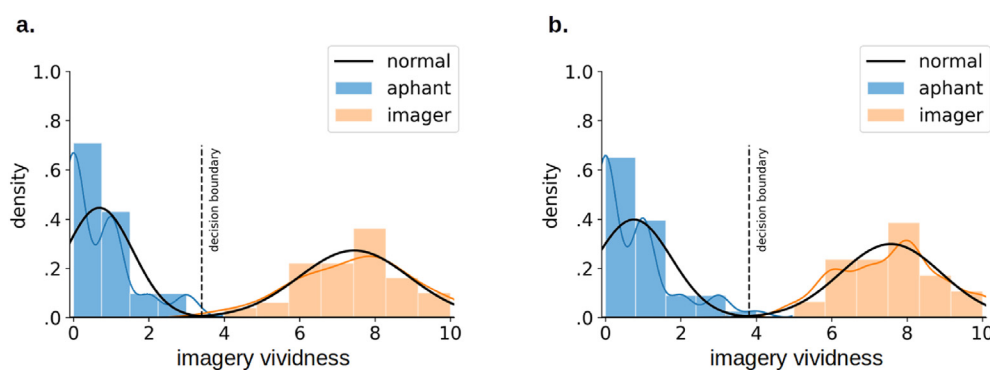 a.
normal
aphant
imager
1.0
.8
.6
.4
.2
.0
density
decision boundary
0
2
4
6
8
10
imagery vividness
b.
normal
aphant
imager
1.0
.8
.6
.4
.2
.0
density
decision boundary
0
2
4
6
8
10
imagery vividness